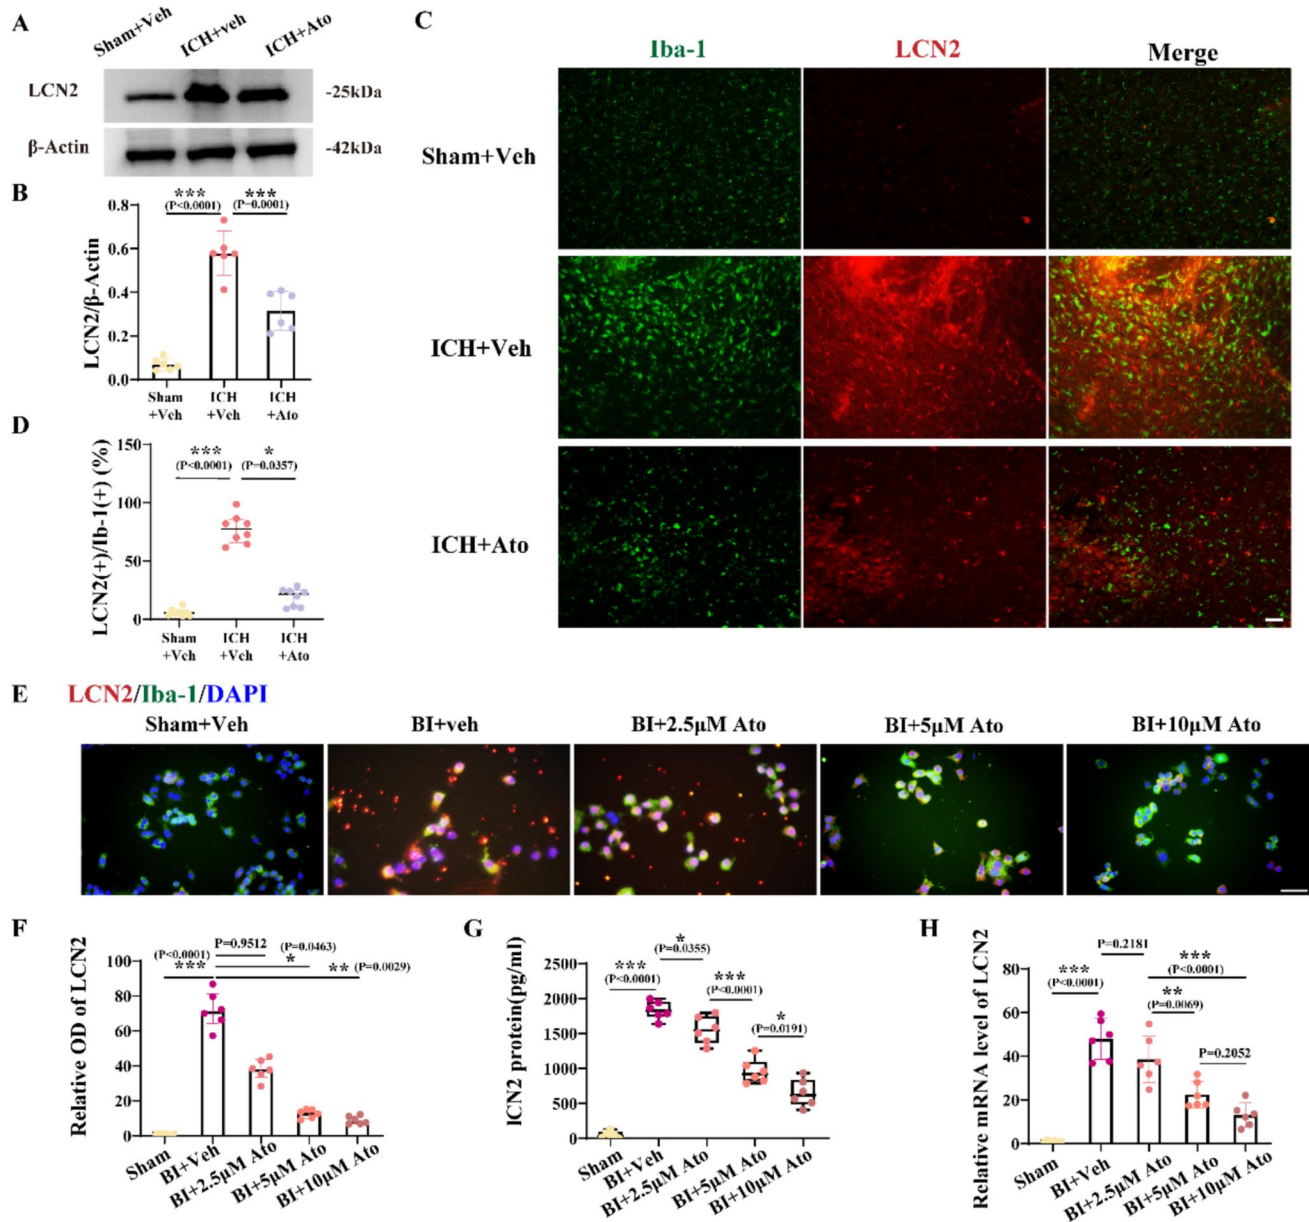 A
Sham+Veh
ICH+veh
ICH+Ato
LCN2
-25kDa
β-Actin
-42kDa
B
LCN2/β-Actin
0.8
0.6
0.4
0.2
0.0
***
(P<0.0001)
***
(P=0.0001)
Sham
+Veh
ICH
+Veh
ICH
+Ato
C
Iba-1
LCN2
Merge
Sham+Veh
ICH+Veh
ICH+Ato
D
LCN2(+)/Ib-1(+) (%)
150
100
50
0
***
(P<0.0001)
*
(P=0.0357)
Sham
+Veh
ICH
+Veh
ICH
+Ato
E
LCN2/Iba-1/DAPI
Sham+Veh
BI+veh
BI+2.5μM Ato
BI+5μM Ato
BI+10μM Ato
F
Relative OD of LCN2
100
80
60
40
20
0
(P<0.0001)
***
P=0.9512
(P=0.0463)
*
**
(P=0.0029)
Sham
BI+Veh
BI+2.5μM Ato
BI+5μM Ato
BI+10μM Ato
G
ICN2 protein(pg/ml)
2500
2000
1500
1000
500
0
***
(P<0.0001)
*
(P=0.0355)
***
(P<0.0001)
*
(P=0.0191)
Sham
BI+Veh
BI+2.5μM Ato
BI+5μM Ato
BI+10μM Ato
H
Relative mRNA level of LCN2
80
60
40
20
0
***
(P<0.0001)
P=0.2181
***
(P<0.0001)
**
(P=0.0069)
P=0.2052
Sham
BI+Veh
BI+2.5μM Ato
BI+5μM Ato
BI+10μM Ato